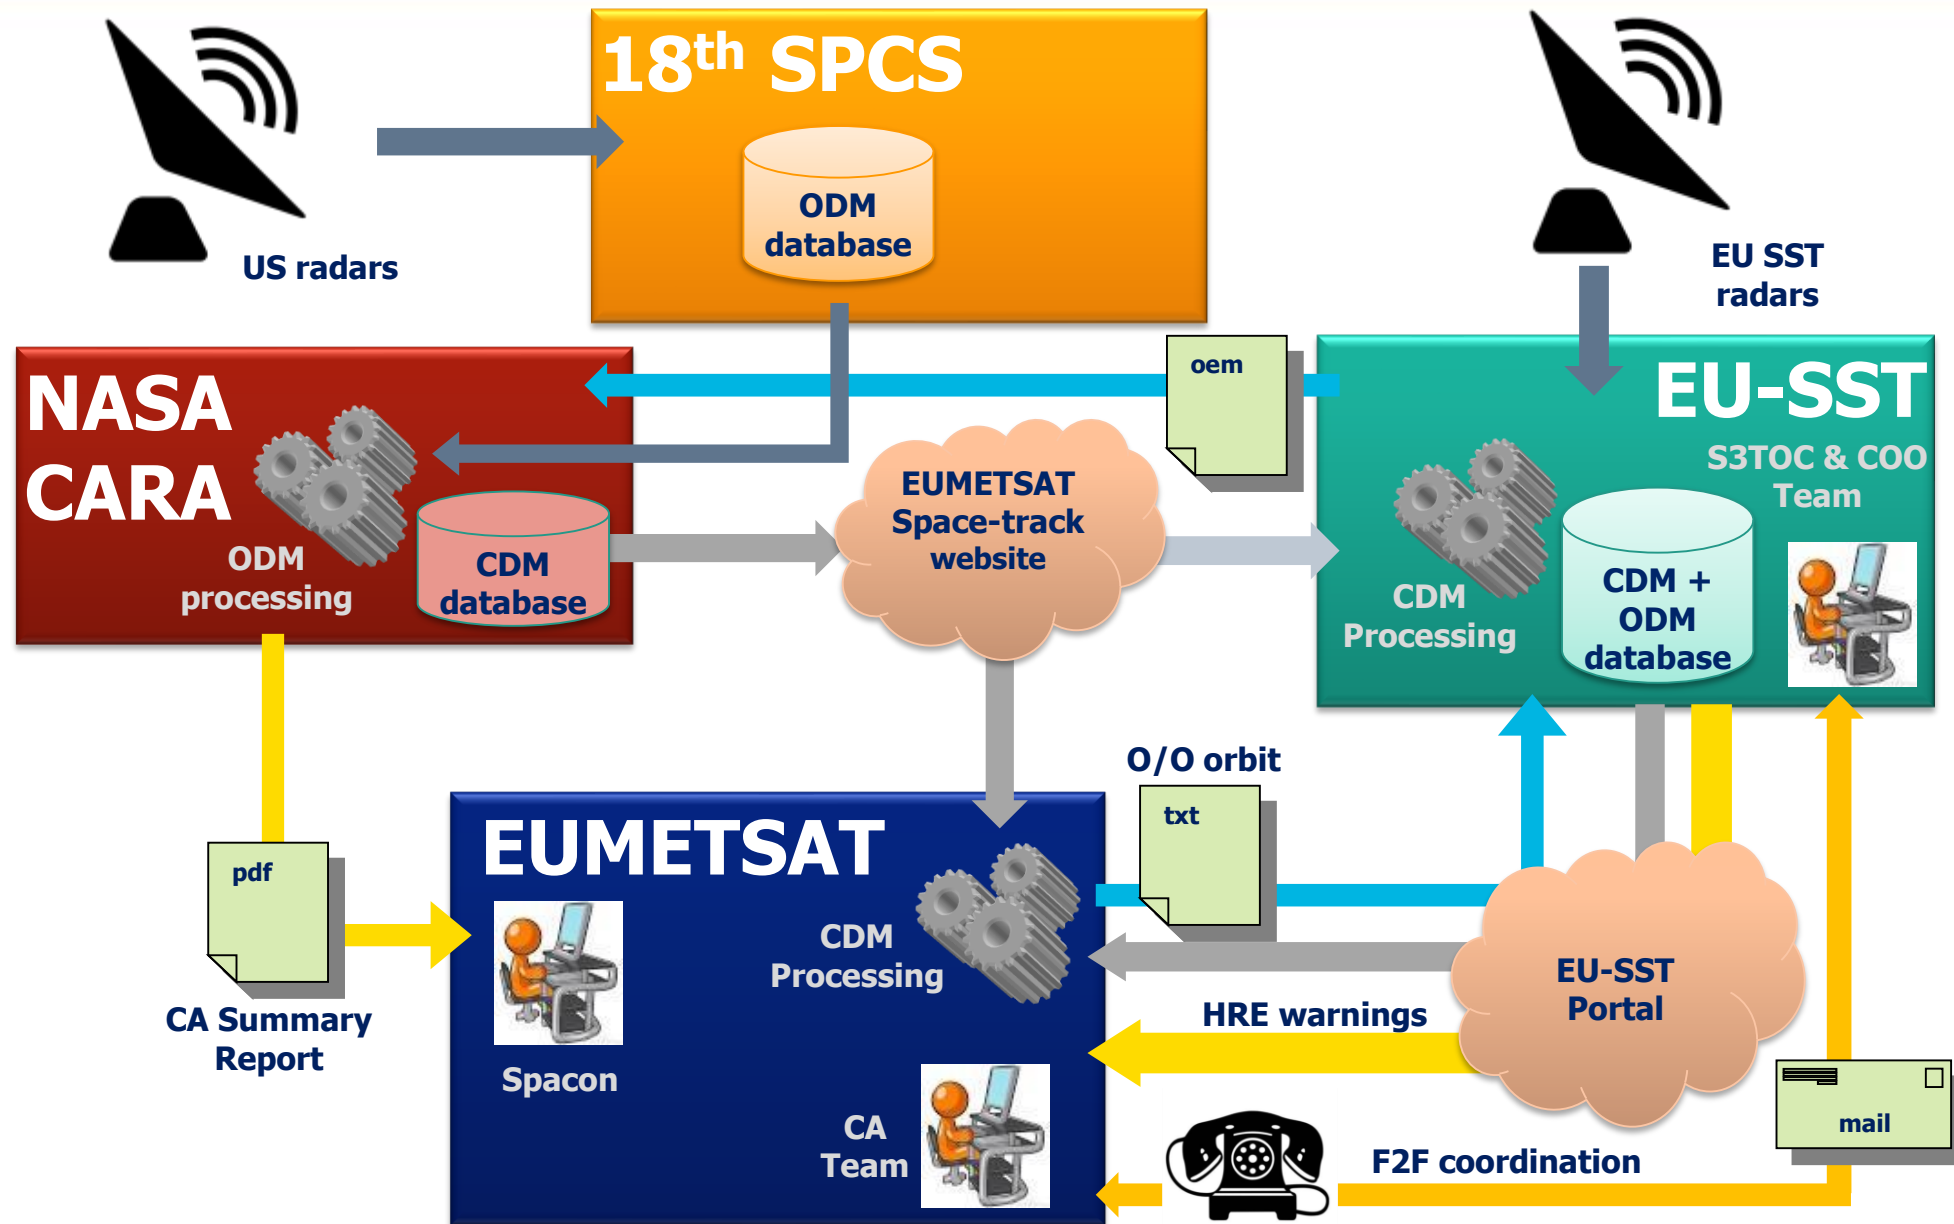 18th SPCS
ODM
database
US radars
EU SST
radars
NASA
CARA
ODM
processing
CDM
database
EUMETSAT
Space-track
website
oem
EU-SST
S3TOC & COO
Team
CDM
Processing
CDM +
ODM
database
O/O orbit
txt
pdf
CA Summary
Report
EUMETSAT
Spacon
CDM
Processing
CA
Team
HRE warnings
EU-SST
Portal
F2F coordination
mail